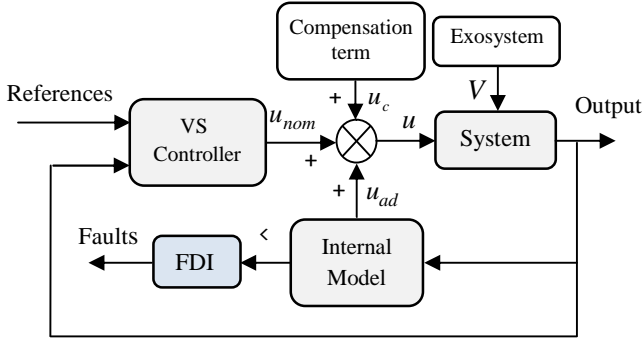 Compensation
term
Exosystem
References
VS
Controller
u_nom
+
+
u_c
u
V
System
Output
+
u_ad
Faults
FDI
<
Internal
Model